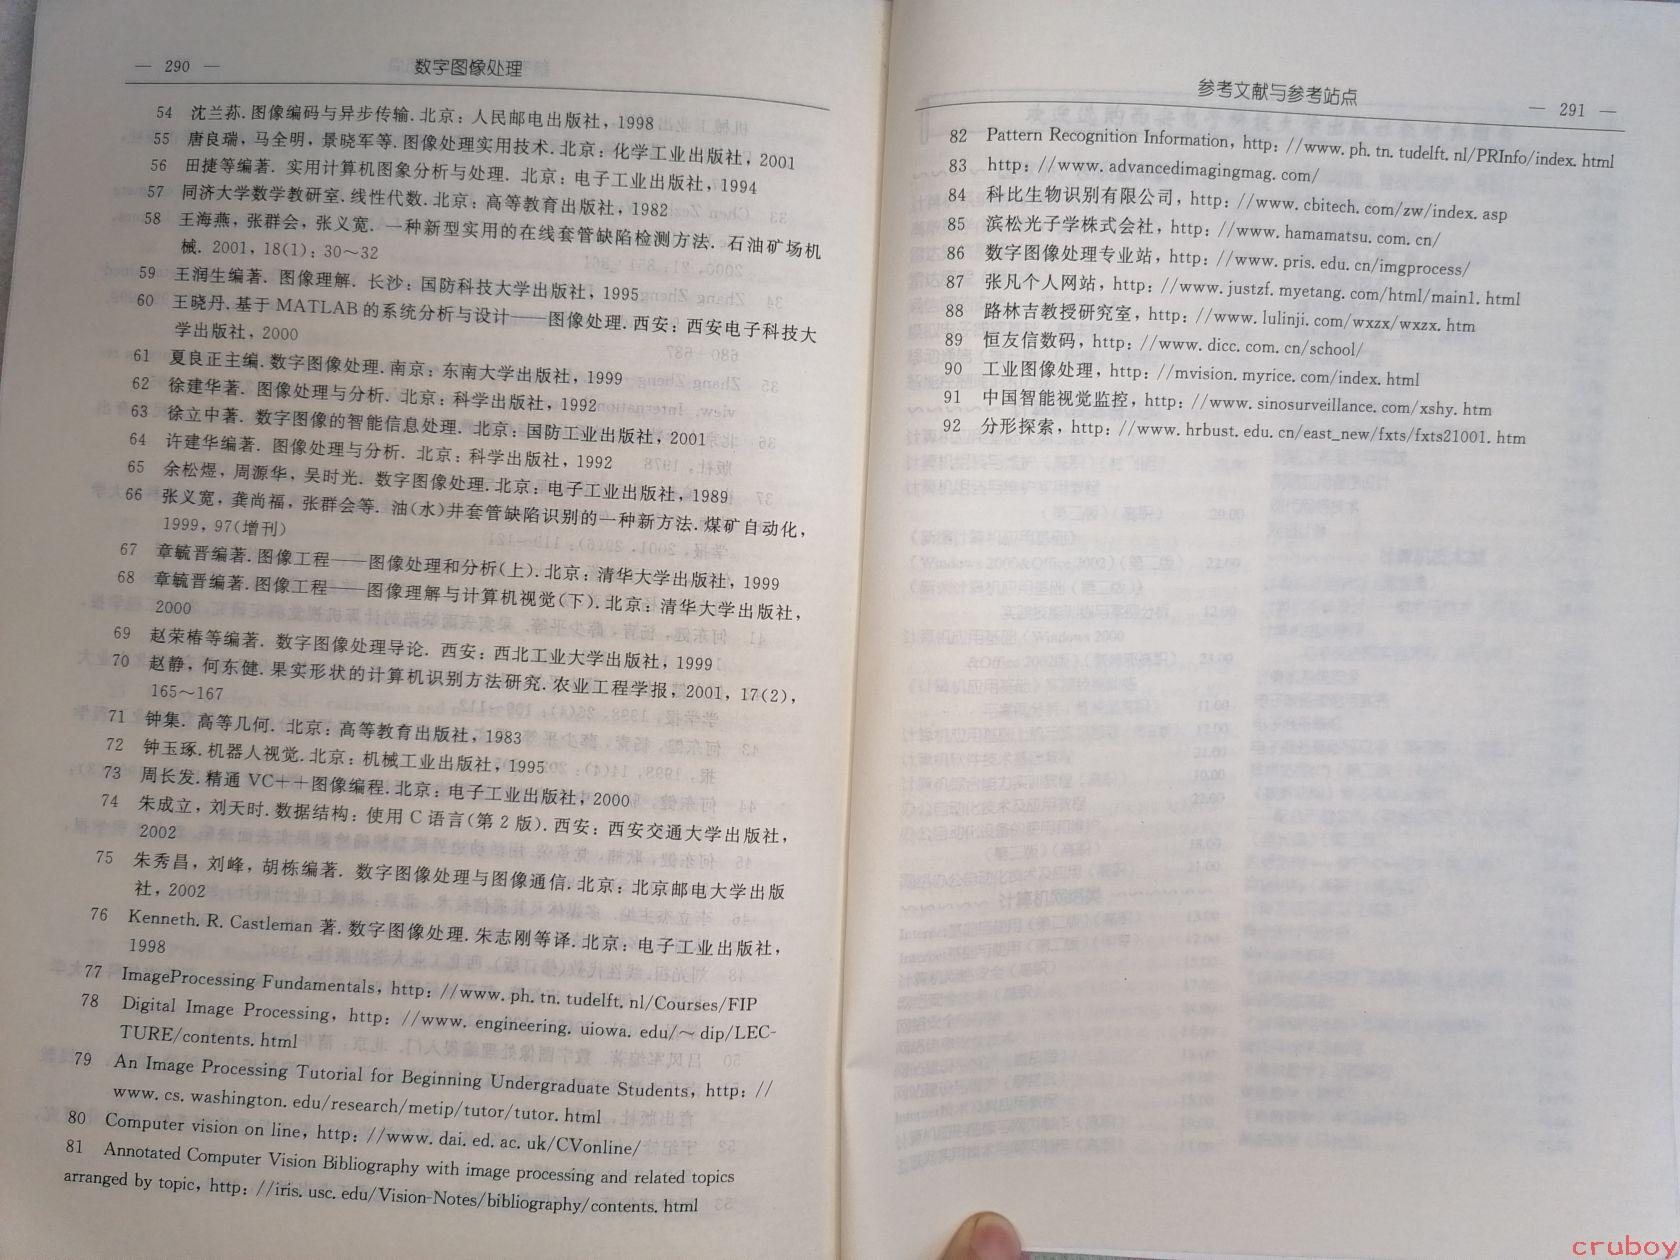 — 290 —
数字图像处理
54 沈兰荪.图像编码与异步传输.北京：人民邮电出版社，1998
55 唐良瑞，马全明，景晓军等.图像处理实用技术.北京：化学工业出版社，2001
56 田捷等编著. 实用计算机图象分析与处理. 北京：电子工业出版社，1994
57 同济大学数学教研室.线性代数.北京：高等教育出版社，1982
58 王海燕，张群会，张义宽. 一种新型实用的在线套管缺陷检测方法. 石油矿场机
械. 2001，18(1)：30～32
59 王润生编著. 图像理解. 长沙：国防科技大学出版社，1995
60 王晓丹.基于MATLAB的系统分析与设计——图像处理.西安：西安电子科技大
学出版社，2000
61 夏良正主编.数字图像处理.南京：东南大学出版社，1999
62 徐建华著. 图像处理与分析. 北京：科学出版社，1992
63 徐立中著. 数字图像的智能信息处理. 北京：国防工业出版社，2001
64 许建华编著. 图像处理与分析. 北京：科学出版社，1992
65 余松煜，周源华，吴时光. 数字图像处理.北京：电子工业出版社，1989
66 张义宽，龚尚福，张群会等. 油(水)井套管缺陷识别的一种新方法.煤矿自动化，
1999，97(增刊)
67 章毓晋编著.图像工程——图像处理和分析(上).北京：清华大学出版社，1999
68 章毓晋编著.图像工程——图像理解与计算机视觉(下).北京：清华大学出版社，
2000
69 赵荣椿等编著. 数字图像处理导论. 西安：西北工业大学出版社，1999
70 赵静，何东健.果实形状的计算机识别方法研究.农业工程学报，2001，17(2)，
165～167
71 钟集. 高等几何. 北京：高等教育出版社，1983
72 钟玉琢.机器人视觉.北京：机械工业出版社，1995
73 周长发.精通VC++图像编程.北京：电子工业出版社，2000
74 朱成立，刘天时.数据结构：使用C语言(第2版).西安：西安交通大学出版社，
2002
75 朱秀昌，刘峰，胡栋编著. 数字图像处理与图像通信.北京：北京邮电大学出版
社，2002
76 Kenneth. R. Castleman 著.数字图像处理.朱志刚等译.北京：电子工业出版社，
1998
77 ImageProcessing Fundamentals，http：//www. ph. tn. tudelft. nl/Courses/FIP
78 Digital Image Processing，http：//www. engineering. uiowa. edu/～dip/LEC-
TURE/contents. html
79 An Image Processing Tutorial for Beginning Undergraduate Students，http：//
www. cs. washington. edu/research/metip/tutor/tutor. html
80 Computer vision on line，http：//www. dai. ed. ac. uk/CVonline/
81 Annotated Computer Vision Bibliography with image processing and related topics
arranged by topic，http：//iris. usc. edu/Vision-Notes/bibliography/contents. html
参考文献与参考站点
— 291 —
82 Pattern Recognition Information，http：//www. ph. tn. tudelft. nl/PRInfo/index. html
83 http：//www. advancedimagingmag. com/
84 科比生物识别有限公司，http：//www. cbitech. com/zw/index. asp
85 滨松光子学株式会社，http：//www. hamamatsu. com. cn/
86 数字图像处理专业站，http：//www. pris. edu. cn/imgprocess/
87 张凡个人网站，http：//www. justzf. myetang. com/html/main1. html
88 路林吉教授研究室，http：//www. lulinji. com/wxzx/wxzx. htm
89 恒友信数码，http：//www. dicc. com. cn/school/
90 工业图像处理，http：//mvision. myrice. com/index. html
91 中国智能视觉监控，http：//www. sinosurveillance. com/xshy. htm
92 分形探索，http：//www. hrbust. edu. cn/east_new/fxts/fxts21001. htm
cruboy